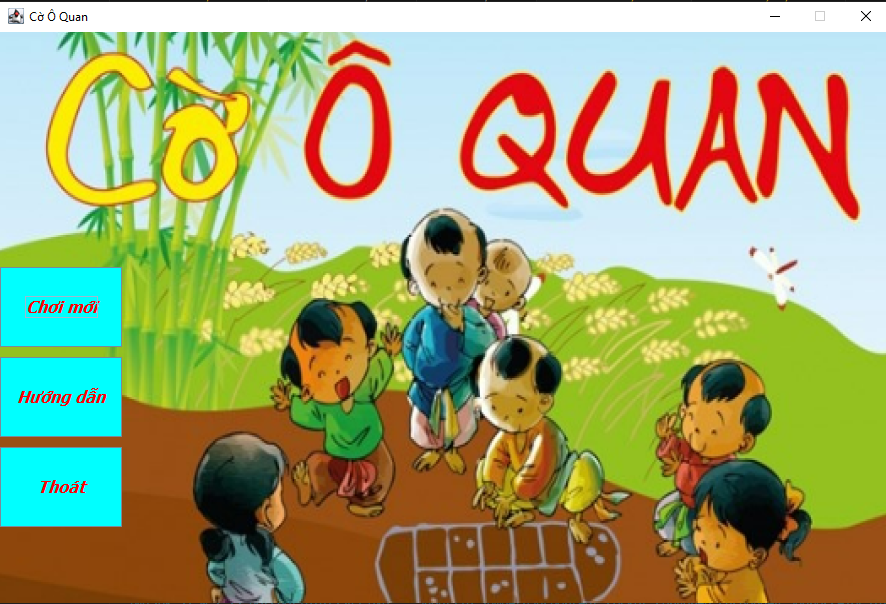 Cờ Ô Quan
Cờ Ô QUAN
Chơi mới
Hướng dẫn
Thoát